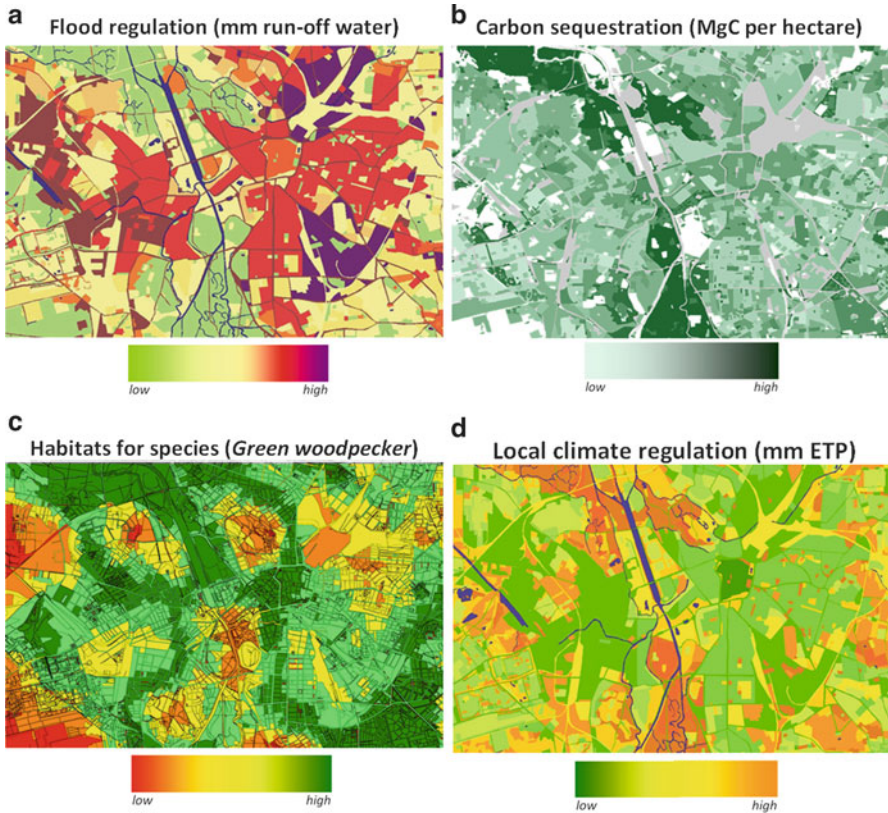 a
Flood regulation (mm run-off water)
low high
b
Carbon sequestration (MgC per hectare)
low high
c
Habitats for species (Green woodpecker)
low high
d
Local climate regulation (mm ETP)
low high